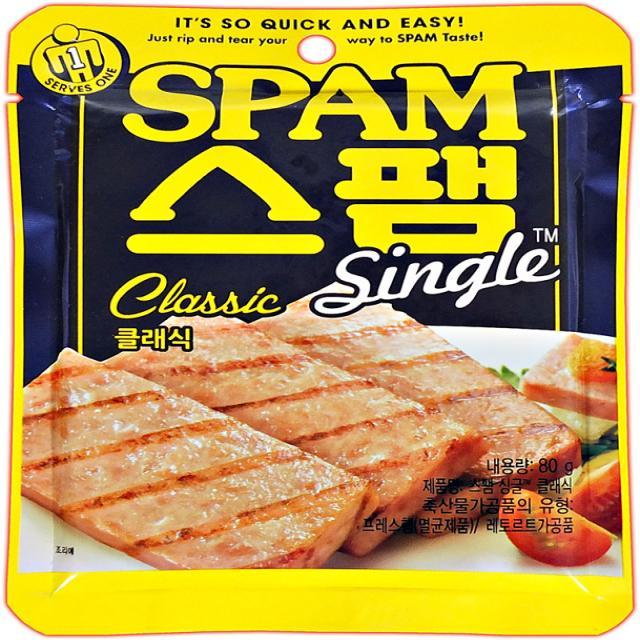 IT'S SO QUICK AND EASY!
Just rip and tear your way to SPAM Taste!
1
SERVES ONE
SPAM
스팸
TM
Single
Classic
클래식
내용량: 80 g
제품명: 스팸 싱글™ 클래식
축산물가공품의 유형:
프레스햄(멸균제품)/ 레토르트가공품
조리예